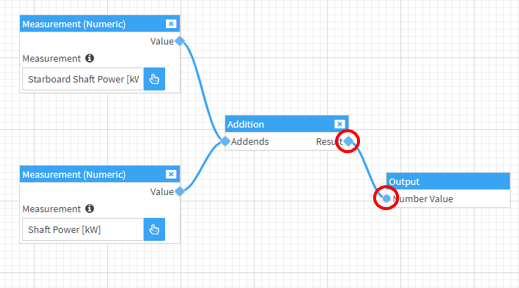 Measurement (Numeric)
Value
Measurement
Starboard Shaft Power [kW
Addition
Addends
Result
Measurement (Numeric)
Value
Measurement
Shaft Power [kW]
Output
Number Value